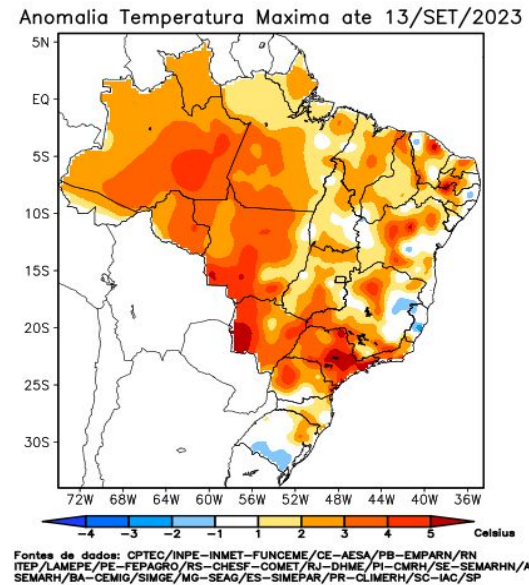 Anomalia Temperatura Maxima ate 13/SET/2023
5N
EQ
5S
10S
15S
20S
25S
30S
72W 68W 64W 60W 56W 52W 48W 44W 40W 36W
-4 -3 -2 -1 1 2 3 4 5 Celsius
Fontes de dados: CPTEC/INPE-INMET-FUNCEME/CE-AESA/PB-EMPARN/RN
ITEP/LAMEPE/PE-FEPAGRO/RS-CHESF-COMET/RJ-DHME/PI-CMRH/SE-SEMARHN/A
SEMARH/BA-CEMIG/SIMGE/MG-SEAG/ES-SIMEPAR/PR-CLIMERH/SC-IAC/SP